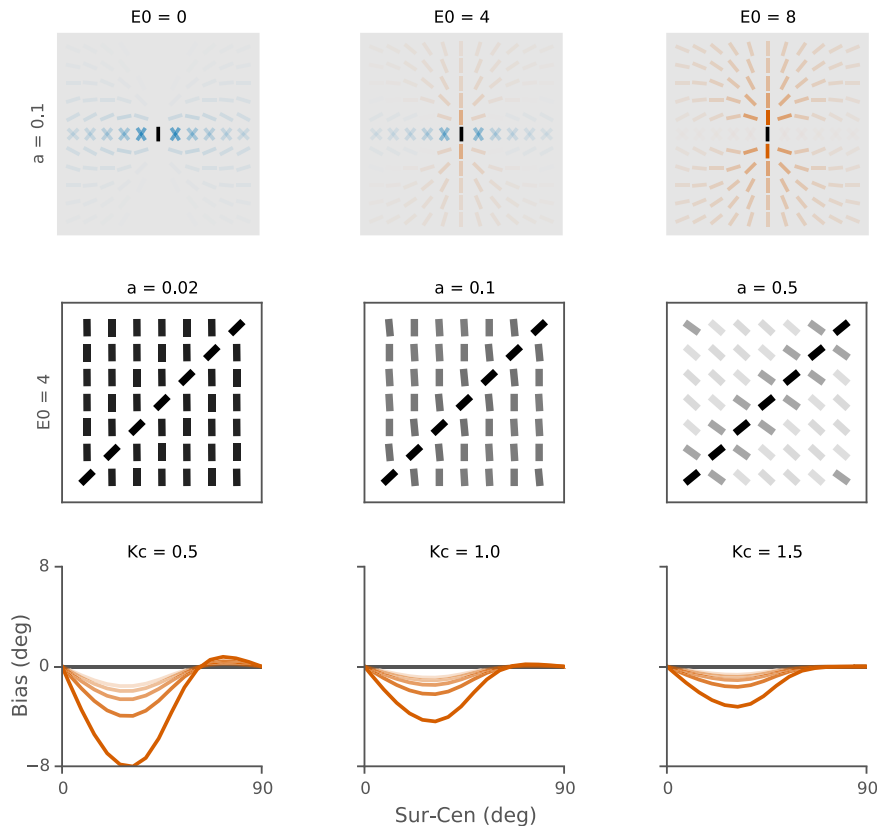 E0 = 0
E0 = 4
E0 = 8
a = 0.1
a = 0.02
a = 0.1
a = 0.5
E0 = 4
Kc = 0.5
Kc = 1.0
Kc = 1.5
8
0
−8
Bias (deg)
0
90
0
90
0
90
Sur-Cen (deg)